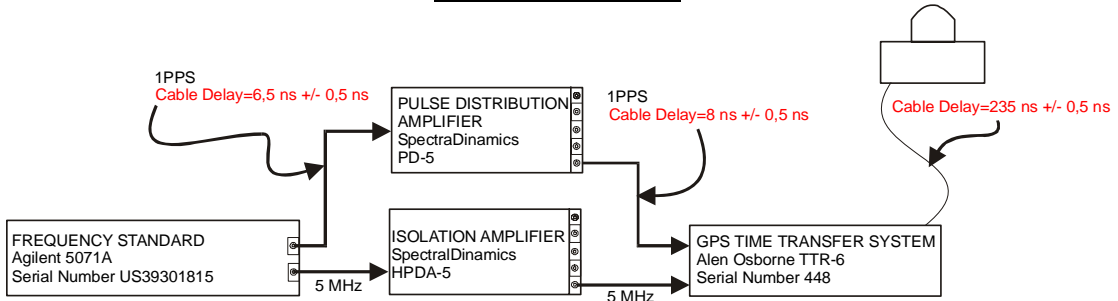 1PPS
Cable Delay=6,5 ns +/- 0,5 ns
PULSE DISTRIBUTION
AMPLIFIER
SpectraDinamics
PD-5
1PPS
Cable Delay=8 ns +/- 0,5 ns
Cable Delay=235 ns +/- 0,5 ns
FREQUENCY STANDARD
Agilent 5071A
Serial Number US39301815
5 MHz
ISOLATION AMPLIFIER
SpectralDinamics
HPDA-5
5 MHz
GPS TIME TRANSFER SYSTEM
Alen Osborne TTR-6
Serial Number 448